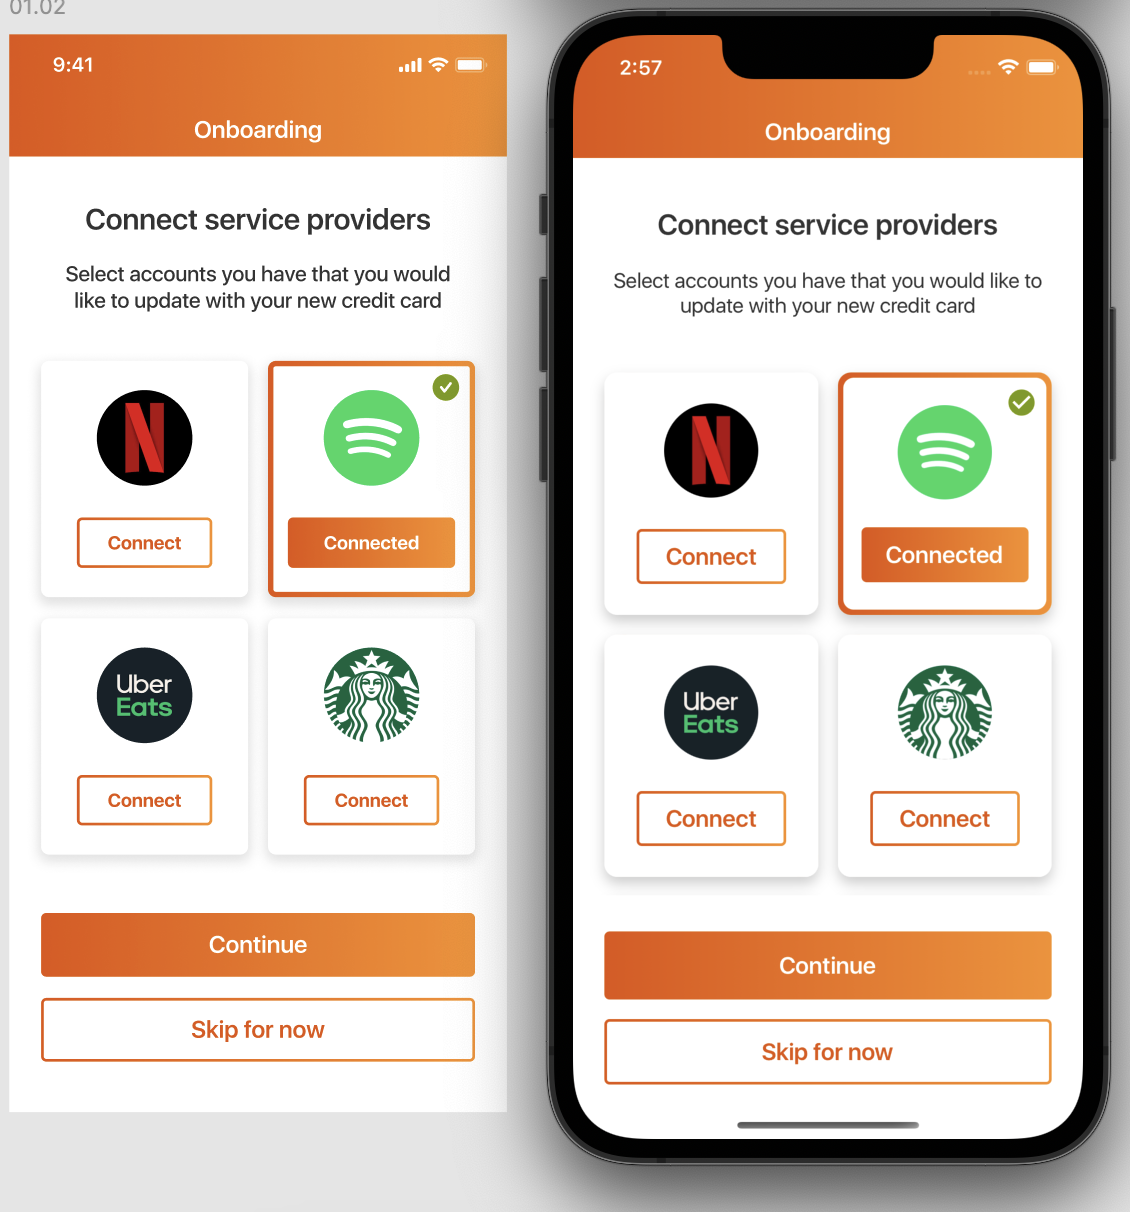 01.02
9:41
Onboarding
Connect service providers
Select accounts you have that you would
like to update with your new credit card
N
Connect
Connected
Uber
Eats
Connect
Connect
Continue
Skip for now
2:57
Onboarding
Connect service providers
Select accounts you have that you would like to
update with your new credit card
N
Connect
Connected
Uber
Eats
Connect
Connect
Continue
Skip for now